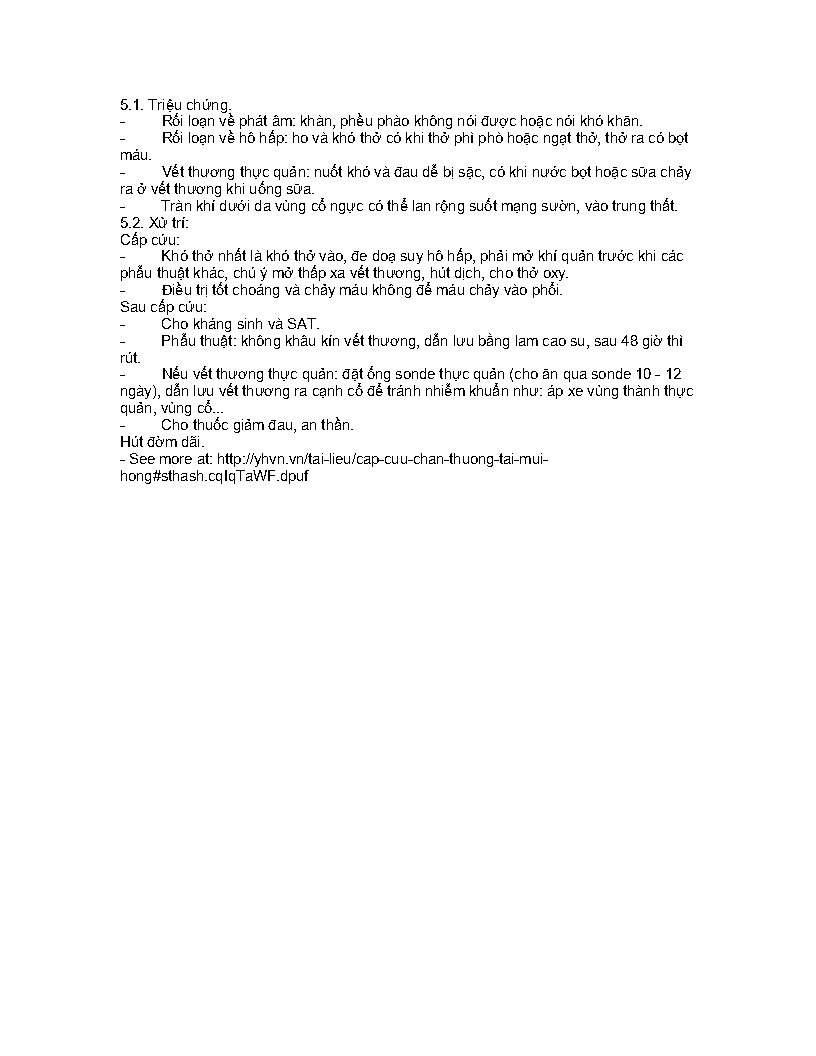 5.1. Triệu chứng.
- Rối loạn về phát âm: khàn, phều phào không nói được hoặc nói khó khăn.
- Rối loạn về hô hấp: ho và khó thở có khi thở phì phò hoặc ngạt thở, thở ra có bọt
máu.
- Vết thương thực quản: nuốt khó và đau dễ bị sặc, có khi nước bọt hoặc sữa chảy
ra ở vết thương khi uống sữa.
- Tràn khí dưới da vùng cổ ngực có thể lan rộng suốt mạng sườn, vào trung thất.
5.2. Xử trí:
Cấp cứu:
- Khó thở nhất là khó thở vào, đe doạ suy hô hấp, phải mở khí quản trước khi các
phẫu thuật khác, chú ý mở thấp xa vết thương, hút dịch, cho thở oxy.
- Điều trị tốt choáng và chảy máu không để máu chảy vào phổi.
Sau cấp cứu:
- Cho kháng sinh và SAT.
- Phẫu thuật: không khâu kín vết thương, dẫn lưu bằng lam cao su, sau 48 giờ thì
rút.
- Nếu vết thương thực quản: đặt ống sonde thực quản (cho ăn qua sonde 10 - 12
ngày), dẫn lưu vết thương ra cạnh cổ để tránh nhiễm khuẩn như: áp xe vùng thành thực
quản, vùng cổ...
- Cho thuốc giảm đau, an thần.
Hút đờm dãi.
- See more at: http://yhvn.vn/tai-lieu/cap-cuu-chan-thuong-tai-mui-
hong#sthash.cqIqTaWF.dpuf